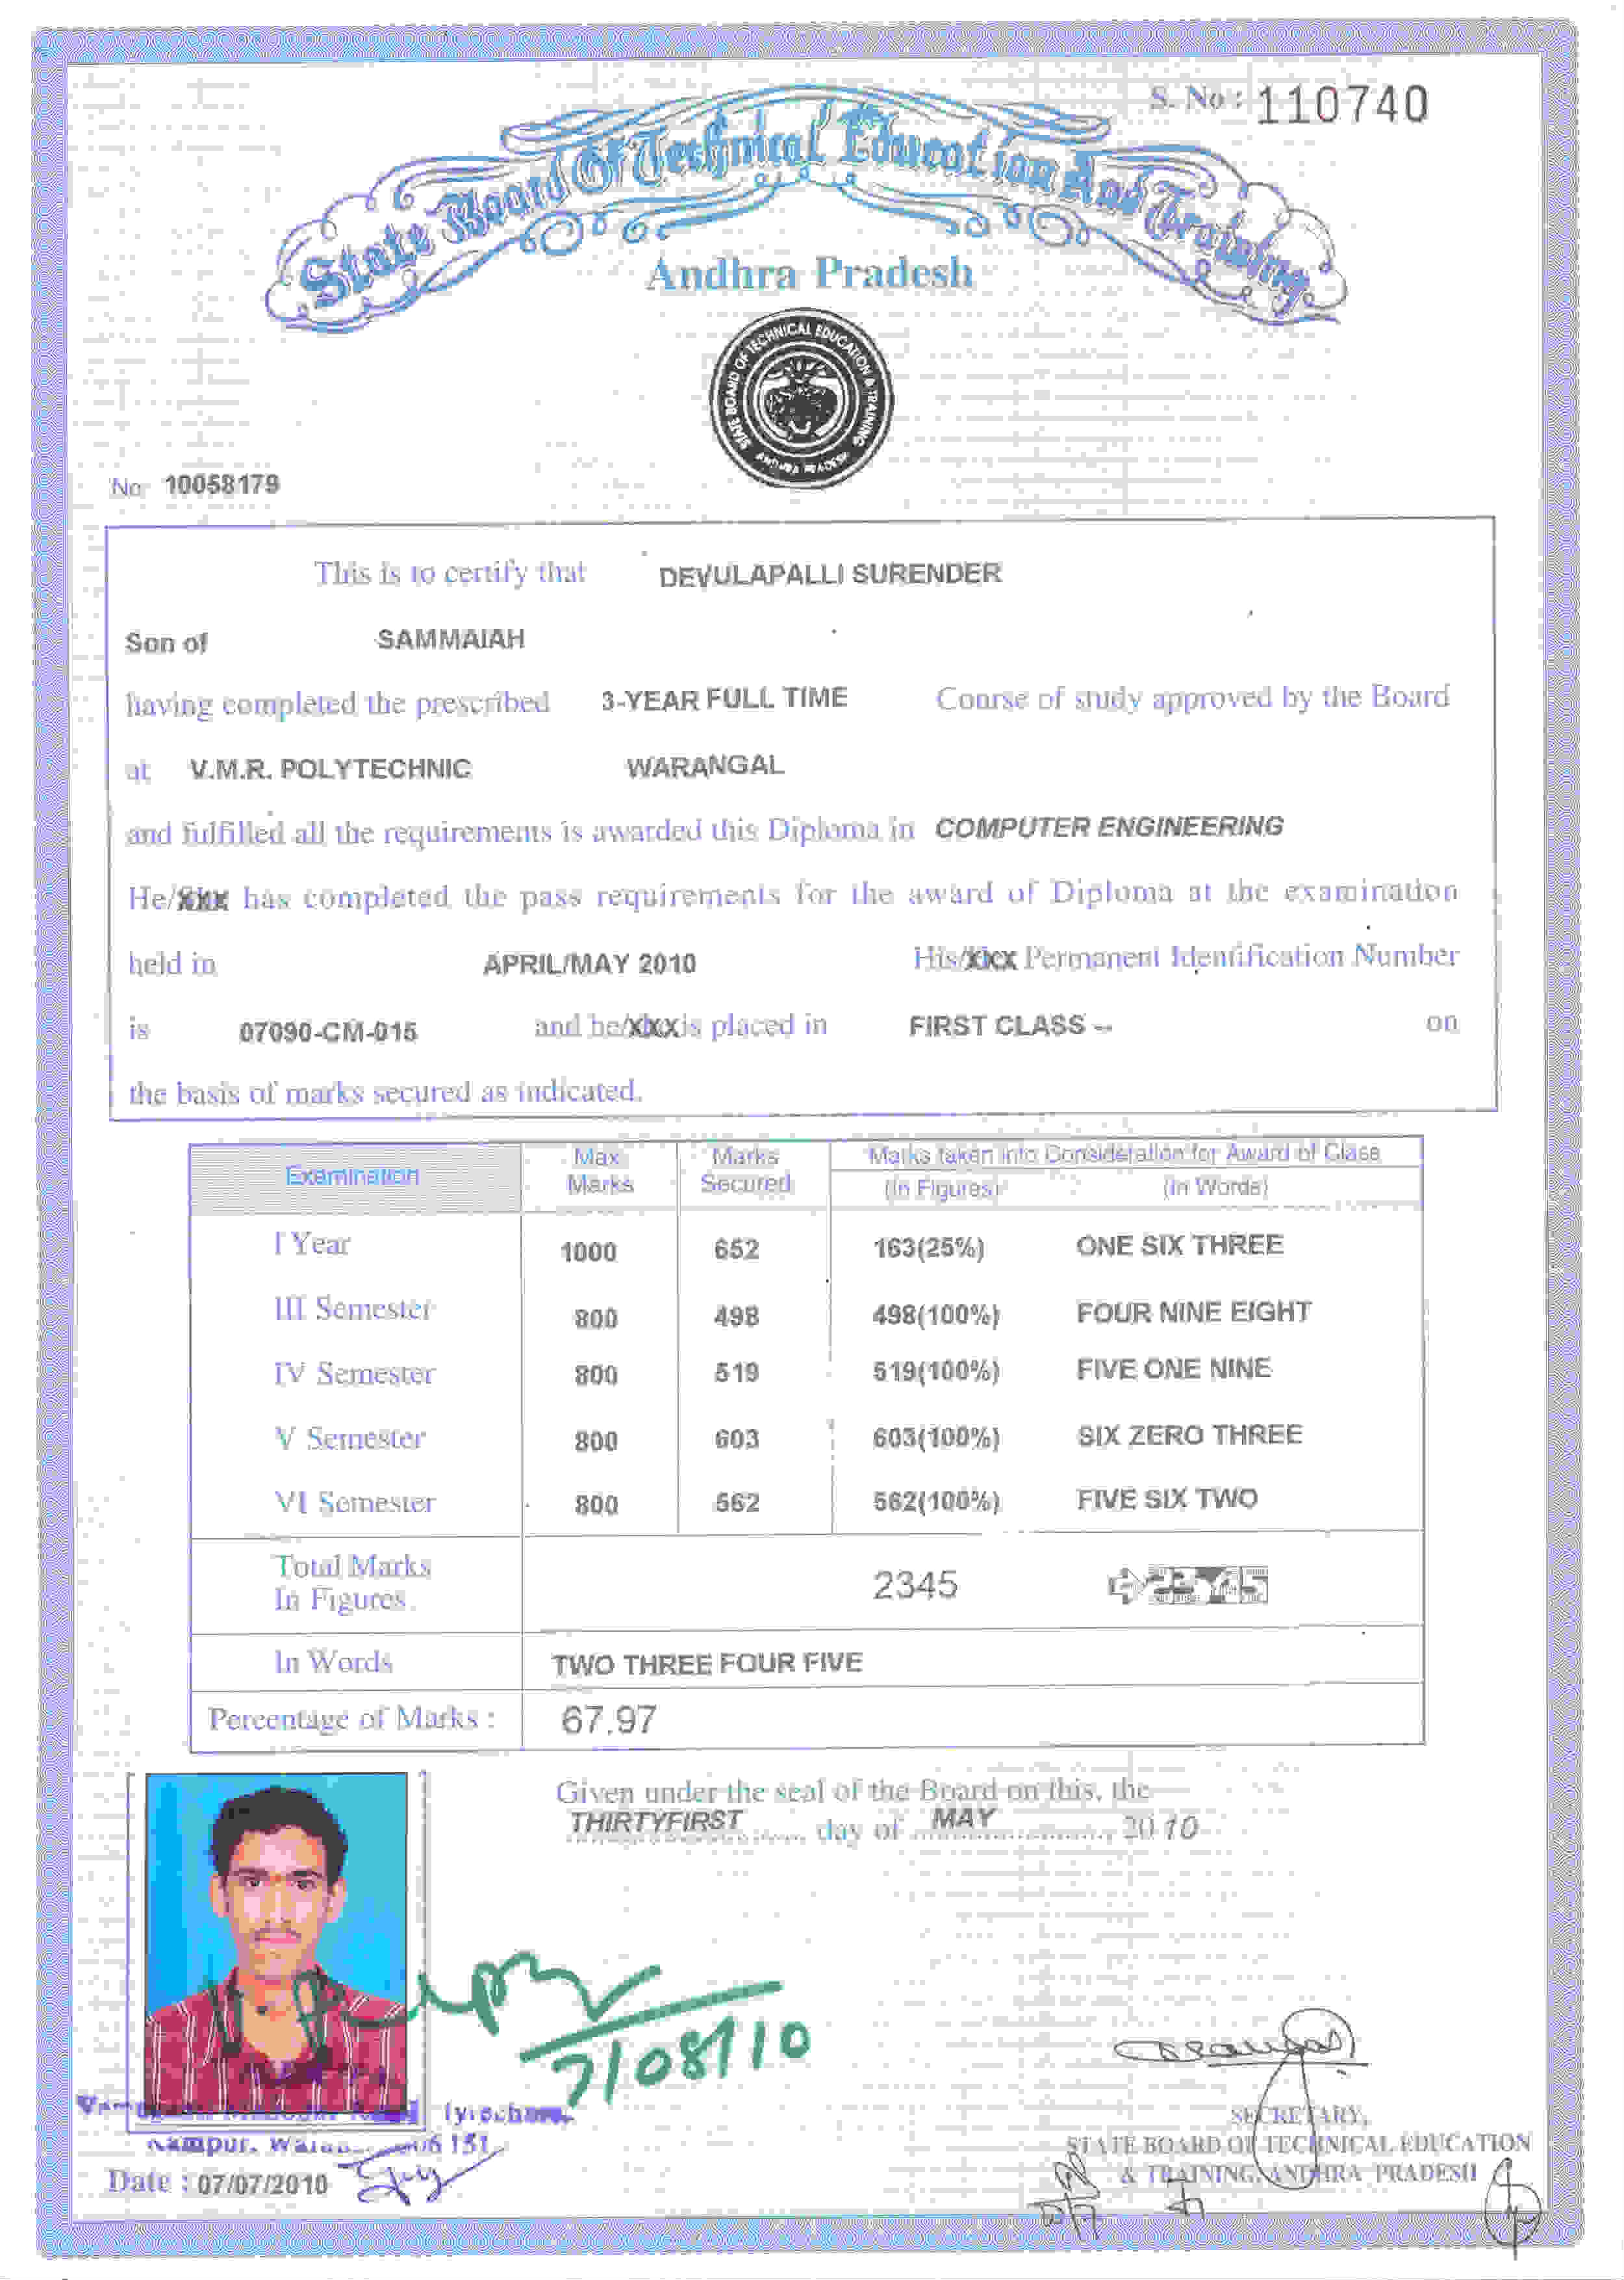 S. No : 110740
State Board Of Technical Education And Training
Andhra Pradesh
STATE BOARD OF TECHNICAL EDUCATION & TRAINING
ANDHRA PRADESH
No 10058179
This is to certify that DEVULAPALLI SURENDER
Son of SAMMAIAH
having completed the prescribed 3-YEAR FULL TIME Course of study approved by the Board
at V.M.R. POLYTECHNIC WARANGAL
and fulfilled all the requirements is awarded this Diploma in COMPUTER ENGINEERING
He/xxx has completed the pass requirements for the award of Diploma at the examination
held in APRIL/MAY 2010 His/xxx Permanent Identification Number
is 07090-CM-015 and he/xxx is placed in FIRST CLASS -- on
the basis of marks secured as indicated.
Examination Max Marks Marks Secured Marks taken into Consideration for Award of Class
(In Figures) (in Words)
I Year 1000 652 163(25%) ONE SIX THREE
III Semester 800 498 498(100%) FOUR NINE EIGHT
IV Semester 800 519 519(100%) FIVE ONE NINE
V Semester 800 603 603(100%) SIX ZERO THREE
VI Semester 800 562 562(100%) FIVE SIX TWO
Total Marks In Figures 2345 2345
In Words TWO THREE FOUR FIVE
Percentage of Marks : 67.97
Given under the seal of the Board on this, the
THIRTYFIRST day of MAY 2010
7/08/10
Rampur, 151
Date : 07/07/2010
SECRETARY,
STATE BOARD OF TECHNICAL EDUCATION
& TRAINING, ANDHRA PRADESH